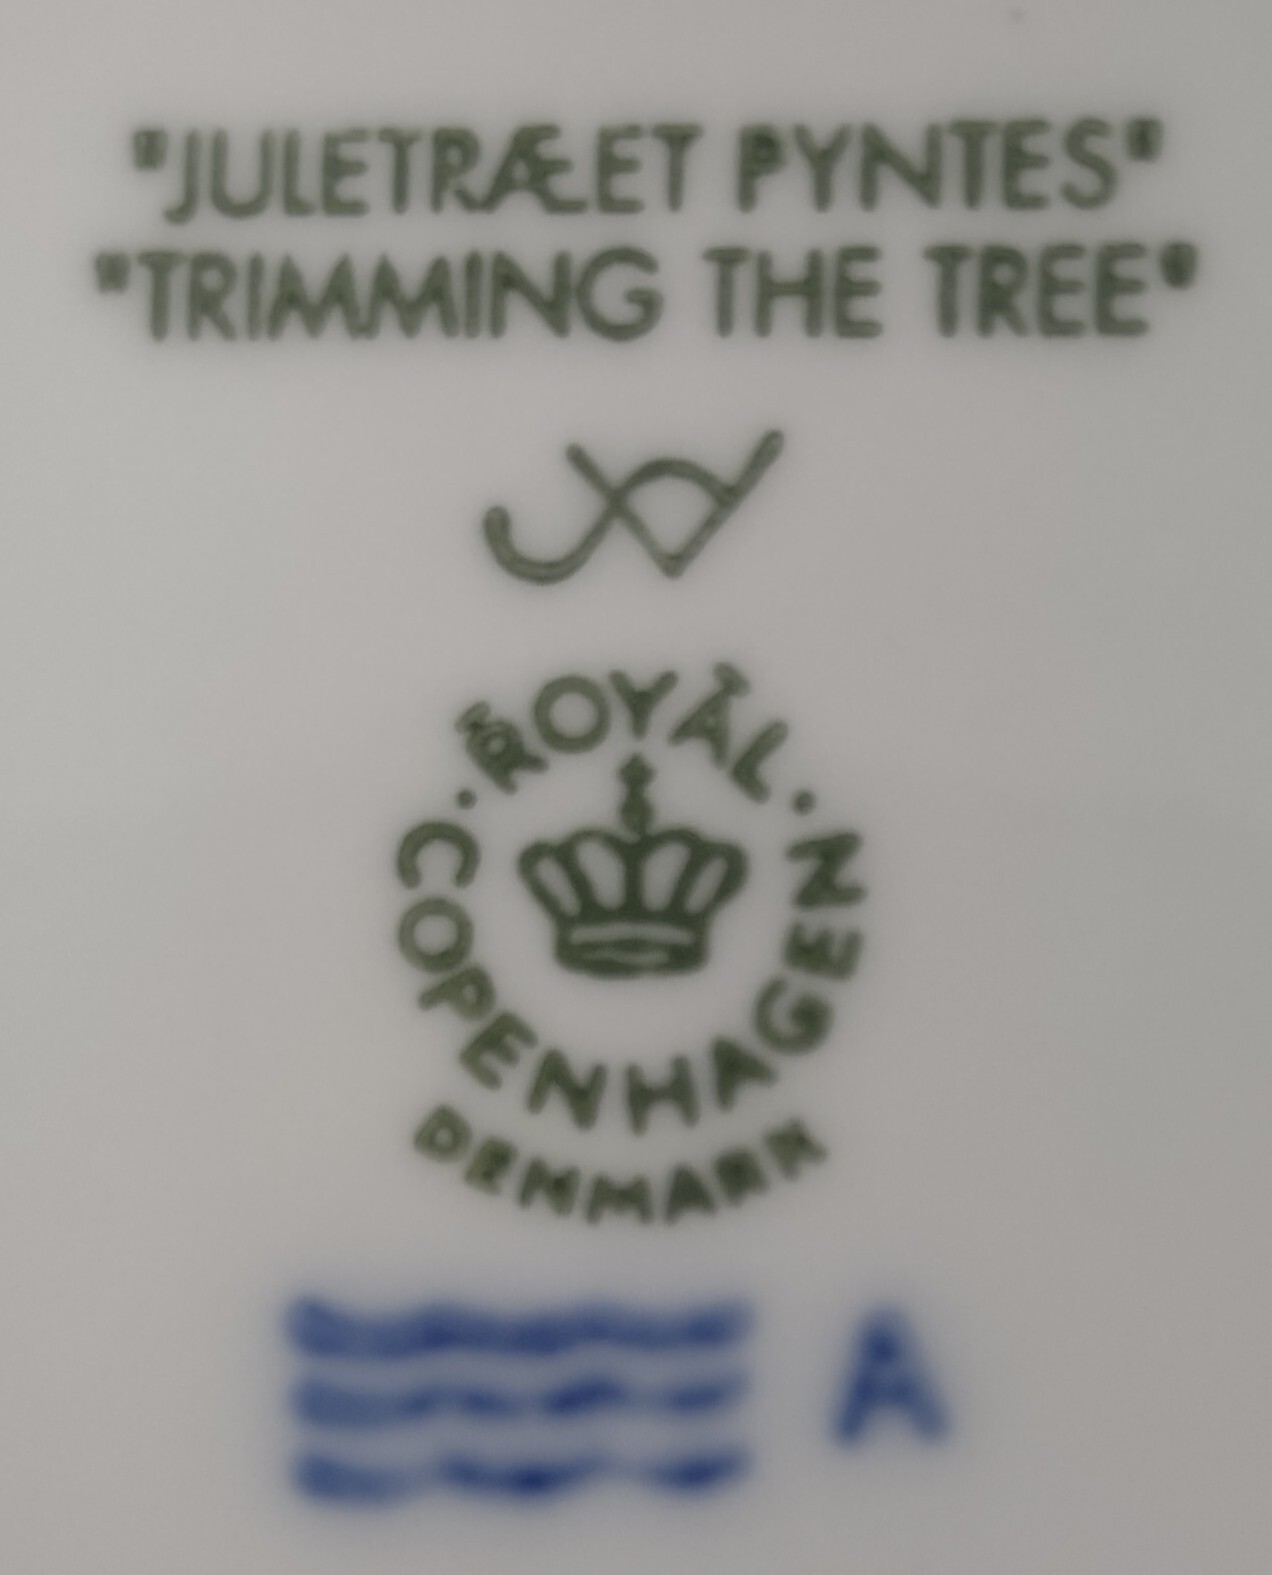 "JULETRÆET PYNTES"
"TRIMMING THE TREE"
ROYAL
COPENHAGEN
DENMARK
A